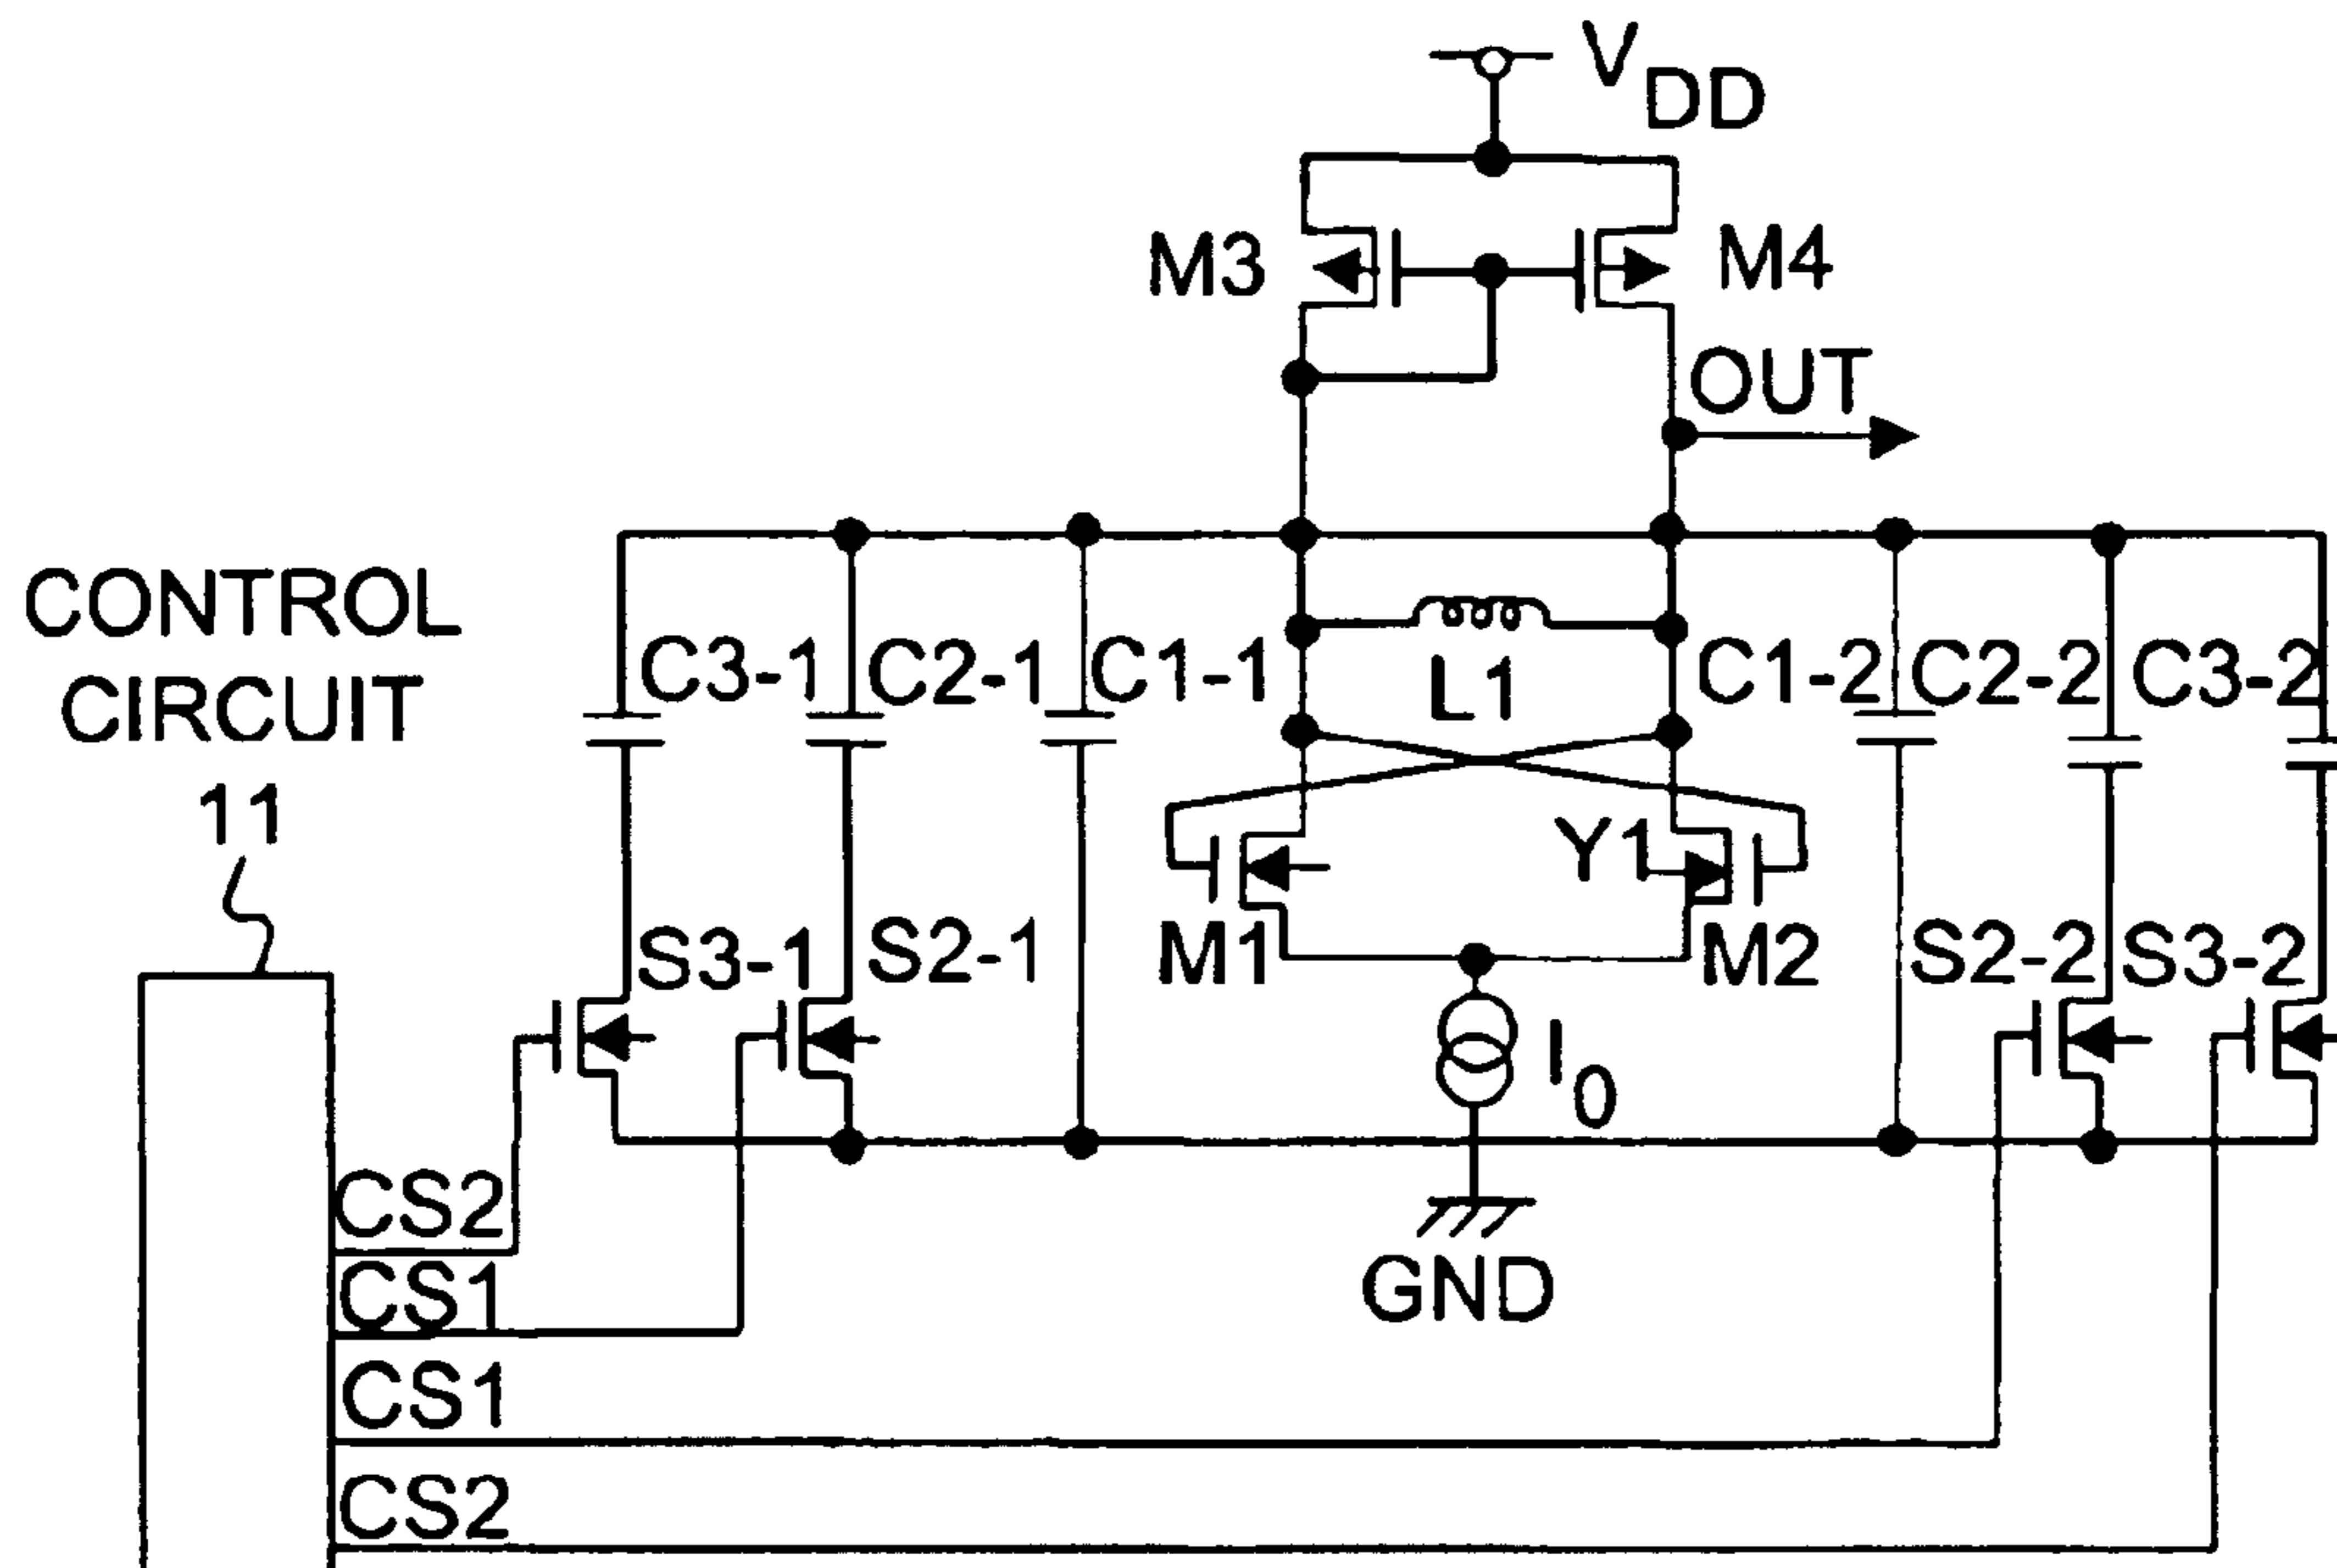 VDD
M3
M4
OUT
CONTROL
CIRCUIT
11
C3-1
C2-1
C1-1
L1
C1-2
C2-2
C3-2
Y1
S3-1
S2-1
M1
M2
S2-2
S3-2
I0
CS2
CS1
GND
CS1
CS2